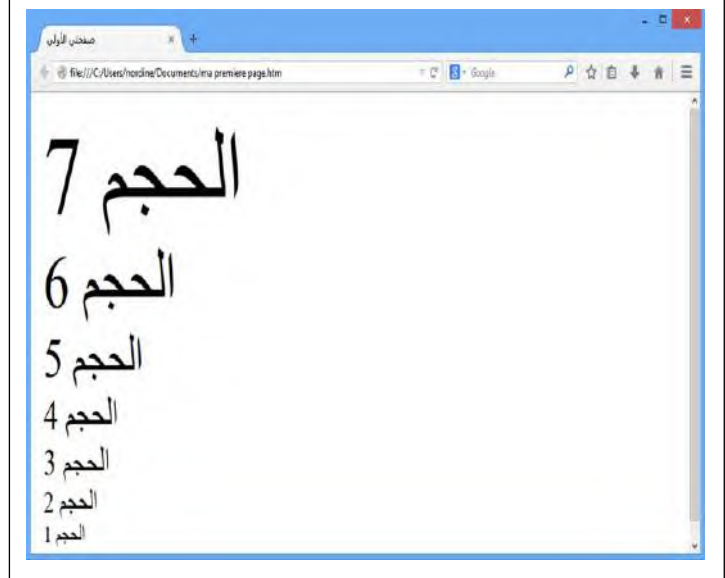 صفحتي الأولى
file:///C:/Users/nordine/Documents/ma premiere page.htm
Google
الحجم 7
الحجم 6
الحجم 5
الحجم 4
الحجم 3
الحجم 2
الحجم 1